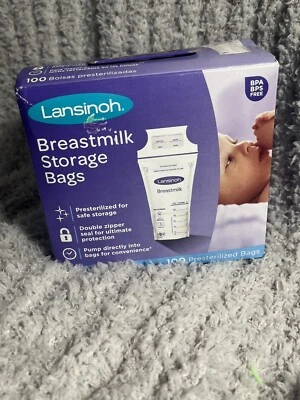 100 Bolsas presterilizadas
BPA
BPS
FREE
Lansinoh®
Breastmilk
Storage
Bags
Presterilized for
safe storage
Double zipper
seal for ultimate
protection
Pump directly into
bags for convenience
Lansinoh
Breastmilk
100 Presterilized Bags